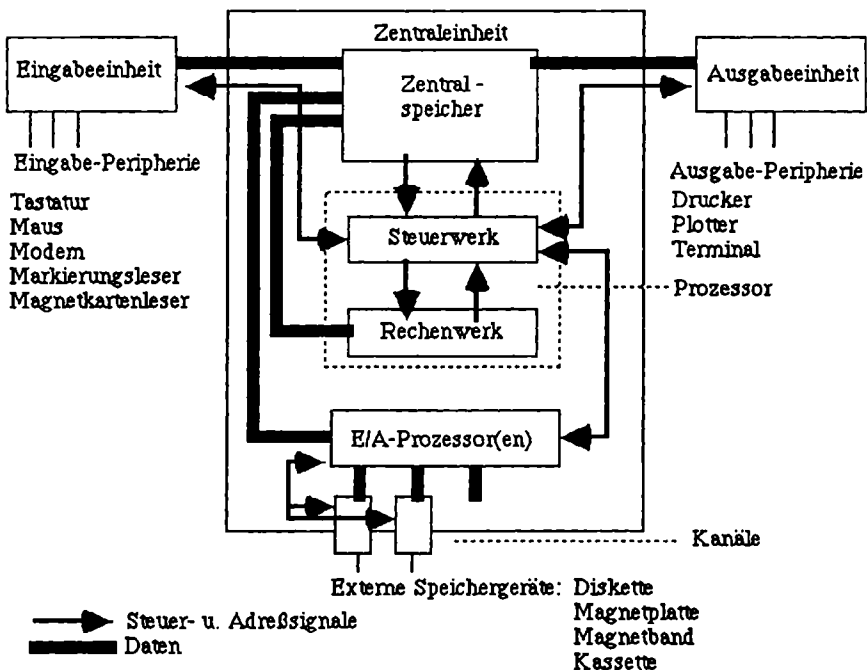 Zentraleinheit
Eingabeeinheit
Zentral-
speicher
Ausgabeeinheit
Eingabe-Peripherie
Tastatur
Maus
Modem
Markierungsleser
Magnetkartenleser
Ausgabe-Peripherie
Drucker
Plotter
Terminal
Steuerwerk
Prozessor
Rechenwerk
E/A-Prozessor(en)
Kanäle
Externe Speichergeräte: Diskette
Magnetplatte
Magnetband
Kassette
Steuer- u. Adreßsignale
Daten